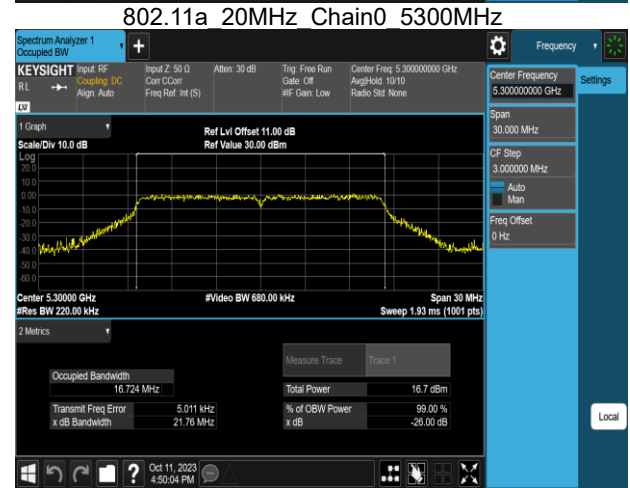 802.11a_20MHz_Chain0_5300MHz
Spectrum Analyzer 1
Occupied BW
+
Frequency
KEYSIGHT
RL
LXI
Input: RF
Coupling: DC
Align: Auto
Input Z: 50 Ω
Corr CCorr
Freq Ref: Int (S)
Atten: 30 dB
Trig: Free Run
Gate: Off
#IF Gain: Low
Center Freq: 5.300000000 GHz
Avg|Hold: 10/10
Radio Std: None
Center Frequency
5.300000000 GHz
Settings
Span
30.000 MHz
CF Step
3.000000 MHz
Auto
Man
Freq Offset
0 Hz
Local
1 Graph
Scale/Div 10.0 dB
Ref Lvl Offset 11.00 dB
Ref Value 30.00 dBm
Log
20.0
10.0
0.00
-10.0
-20.0
-30.0
-40.0
-50.0
-60.0
Center 5.30000 GHz
#Res BW 220.00 kHz
#Video BW 680.00 kHz
Span 30 MHz
Sweep 1.93 ms (1001 pts)
2 Metrics
Measure Trace Trace 1
Occupied Bandwidth
16.724 MHz
Total Power 16.7 dBm
Transmit Freq Error 5.011 kHz
% of OBW Power 99.00 %
x dB Bandwidth 21.76 MHz
x dB -26.00 dB
?
Oct 11, 2023
4:50:04 PM